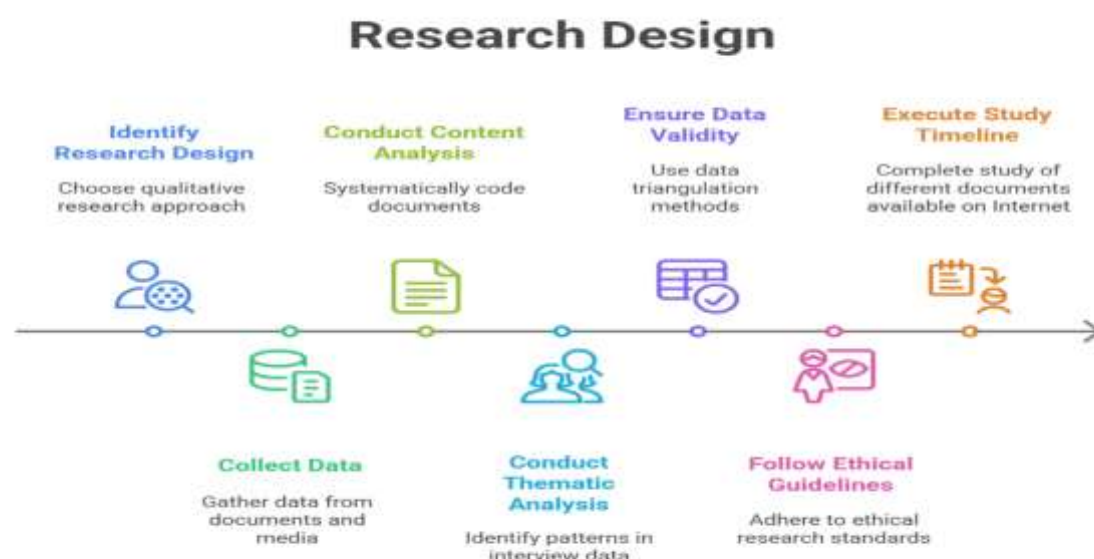 Research Design
Identify
Research Design
Choose qualitative
research approach
Collect Data
Gather data from
documents and
media
Conduct Content
Analysis
Systematically code
documents
Conduct
Thematic
Analysis
Identify patterns in
interview data
Ensure Data
Validity
Use data
triangulation
methods
Follow Ethical
Guidelines
Adhere to ethical
research standards
Execute Study
Timeline
Complete study of
different documents
available on Internet